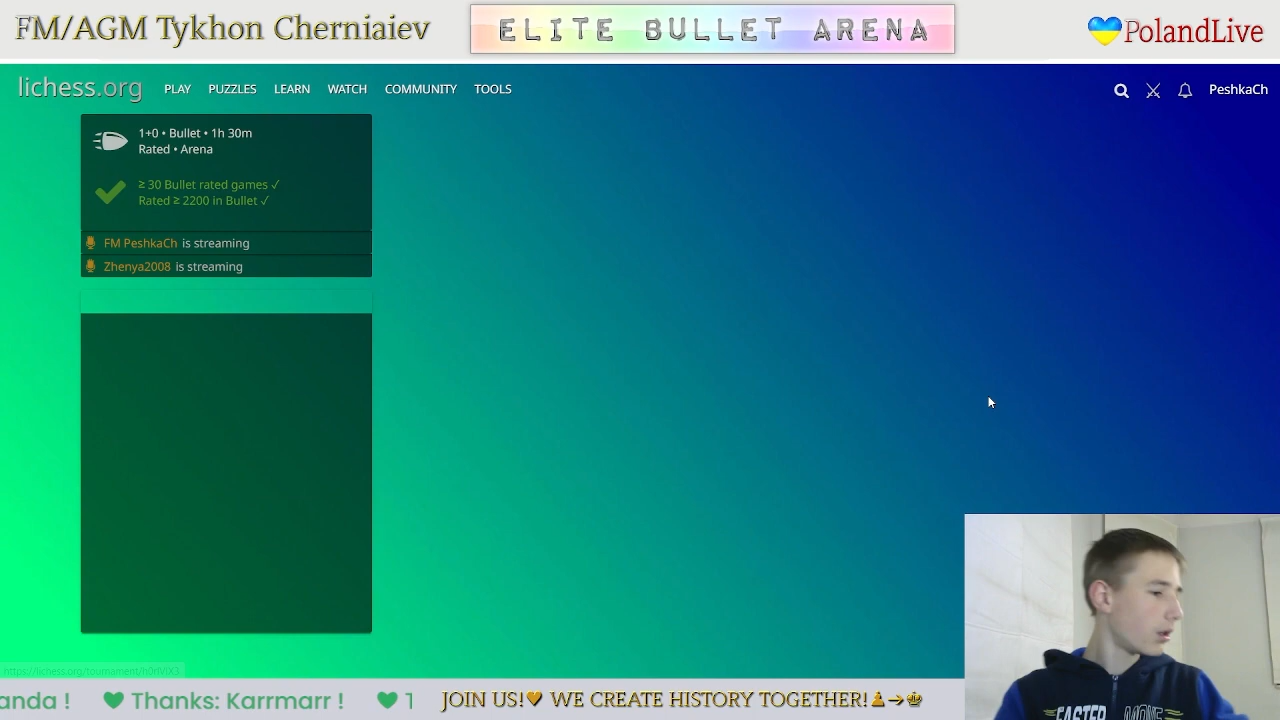 FM/AGM Tykhon Cherniaiev
ELITE BULLET ARENA
PolandLive
lichess.org PLAY PUZZLES LEARN WATCH COMMUNITY TOOLS PeshkaCh
1+0 • Bullet • 1h 30m
Rated • Arena
≥ 30 Bullet rated games ✓
Rated ≥ 2200 in Bullet ✓
FM PeshkaCh is streaming
Zhenya2008 is streaming
anda ! Thanks: Karrmarr ! T
JOIN US! WE CREATE HISTORY TOGETHER!
FASTER MOVE